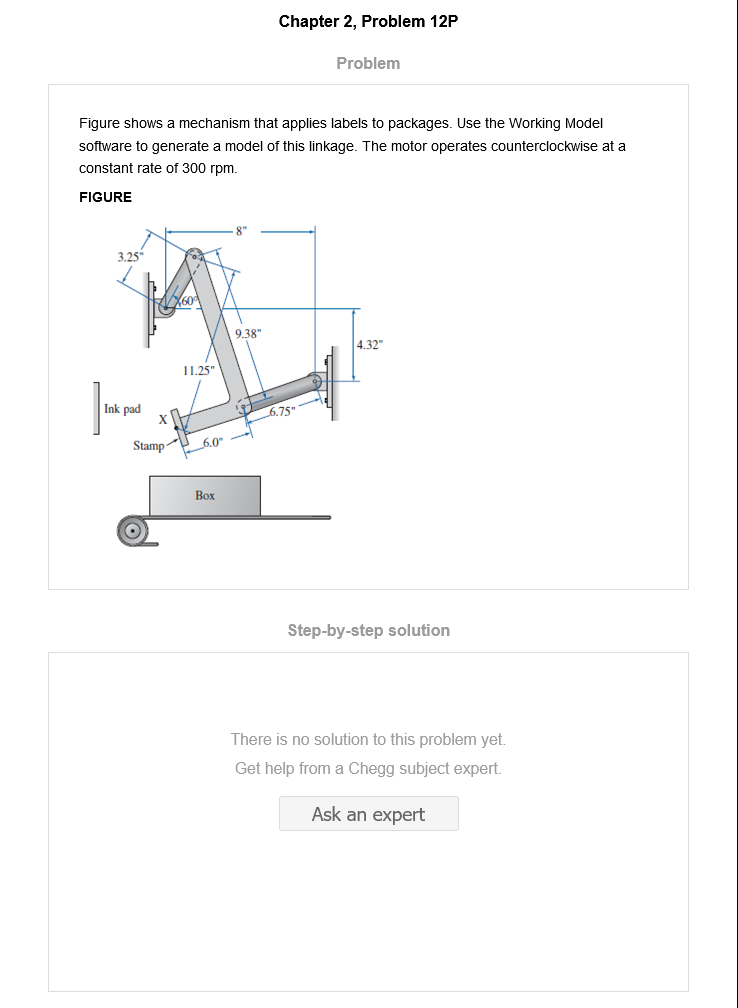 Chapter 2, Problem 12P
Problem
Figure shows a mechanism that applies labels to packages. Use the Working Model
software to generate a model of this linkage. The motor operates counterclockwise at a
constant rate of 300 rpm.
FIGURE
8"
3.25"
60°
9.38"
4.32"
11.25"
Ink pad
X
6.75"
Stamp
6.0"
Box
Step-by-step solution
There is no solution to this problem yet.
Get help from a Chegg subject expert.
Ask an expert